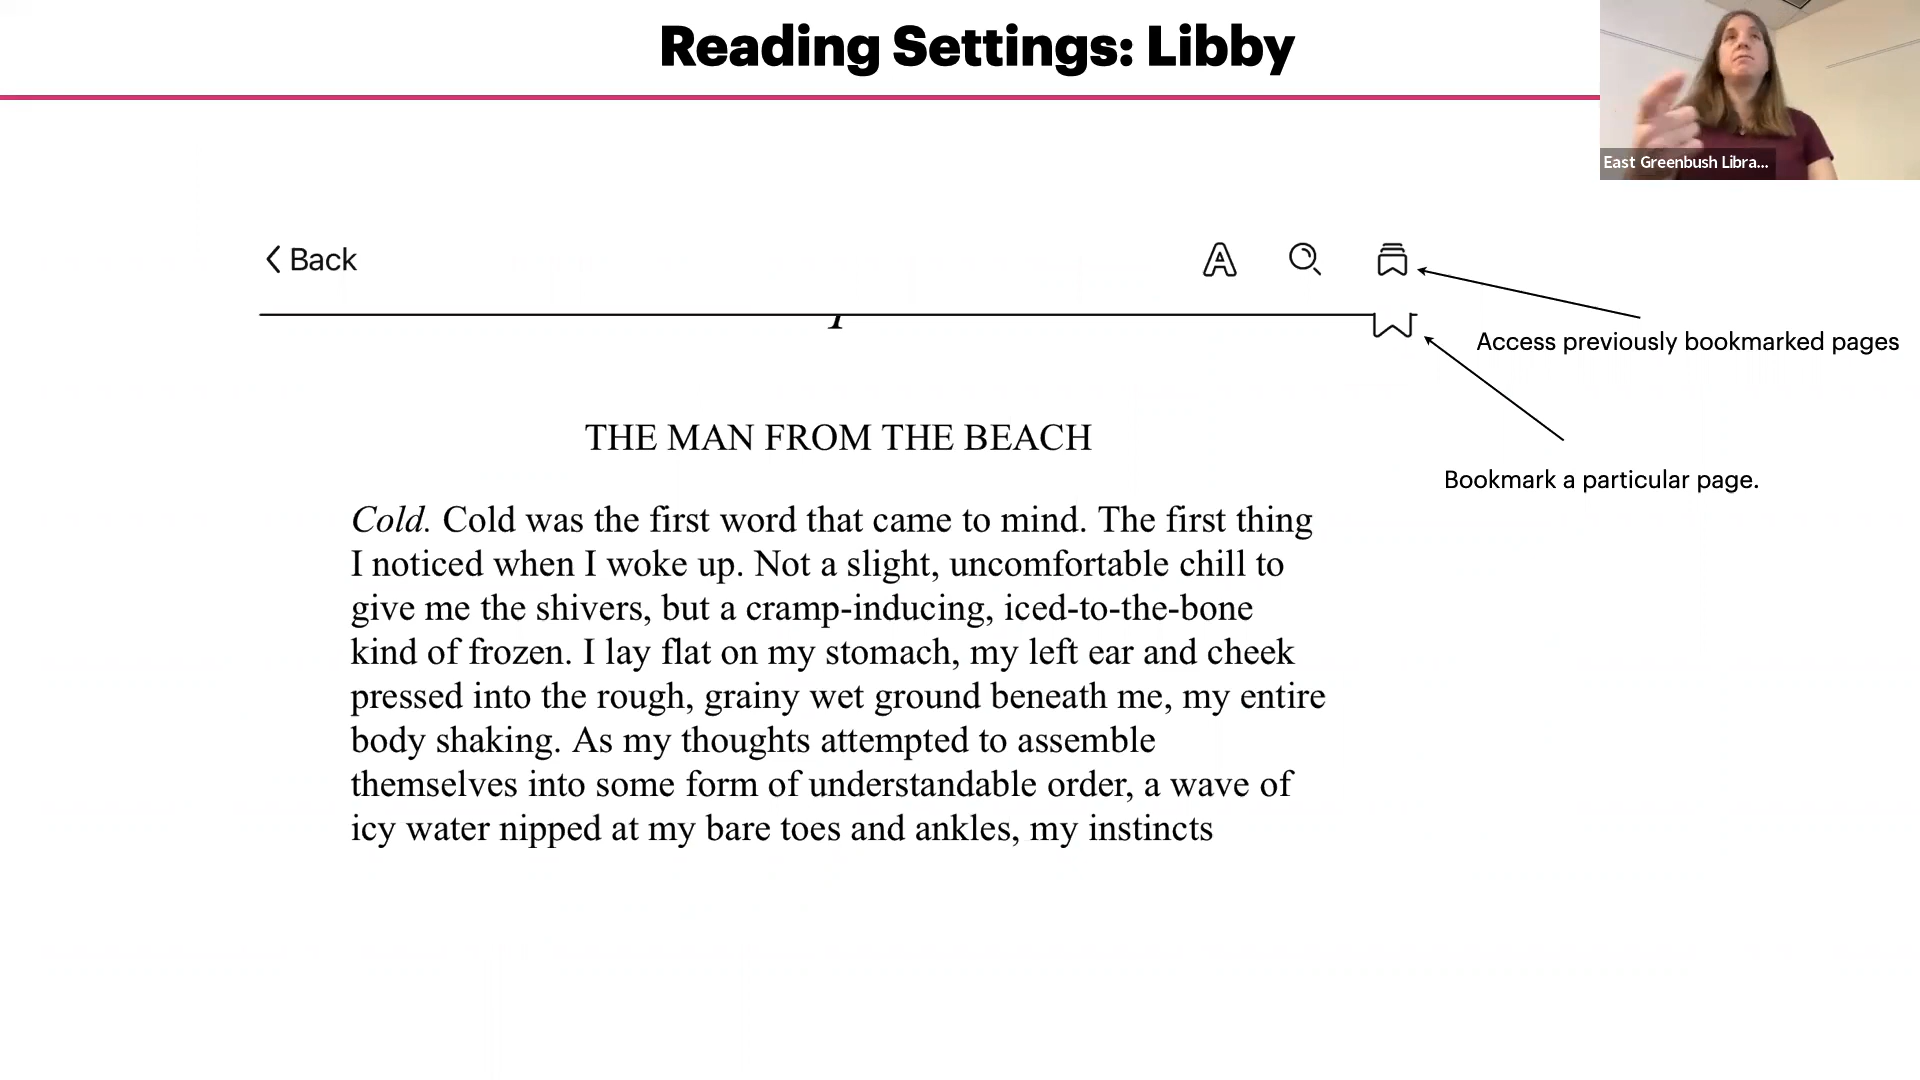 Reading Settings: Libby
East Greenbush Libra...
Back
Access previously bookmarked pages
Bookmark a particular page.
THE MAN FROM THE BEACH
Cold. Cold was the first word that came to mind. The first thing
I noticed when I woke up. Not a slight, uncomfortable chill to
give me the shivers, but a cramp-inducing, iced-to-the-bone
kind of frozen. I lay flat on my stomach, my left ear and cheek
pressed into the rough, grainy wet ground beneath me, my entire
body shaking. As my thoughts attempted to assemble
themselves into some form of understandable order, a wave of
icy water nipped at my bare toes and ankles, my instincts